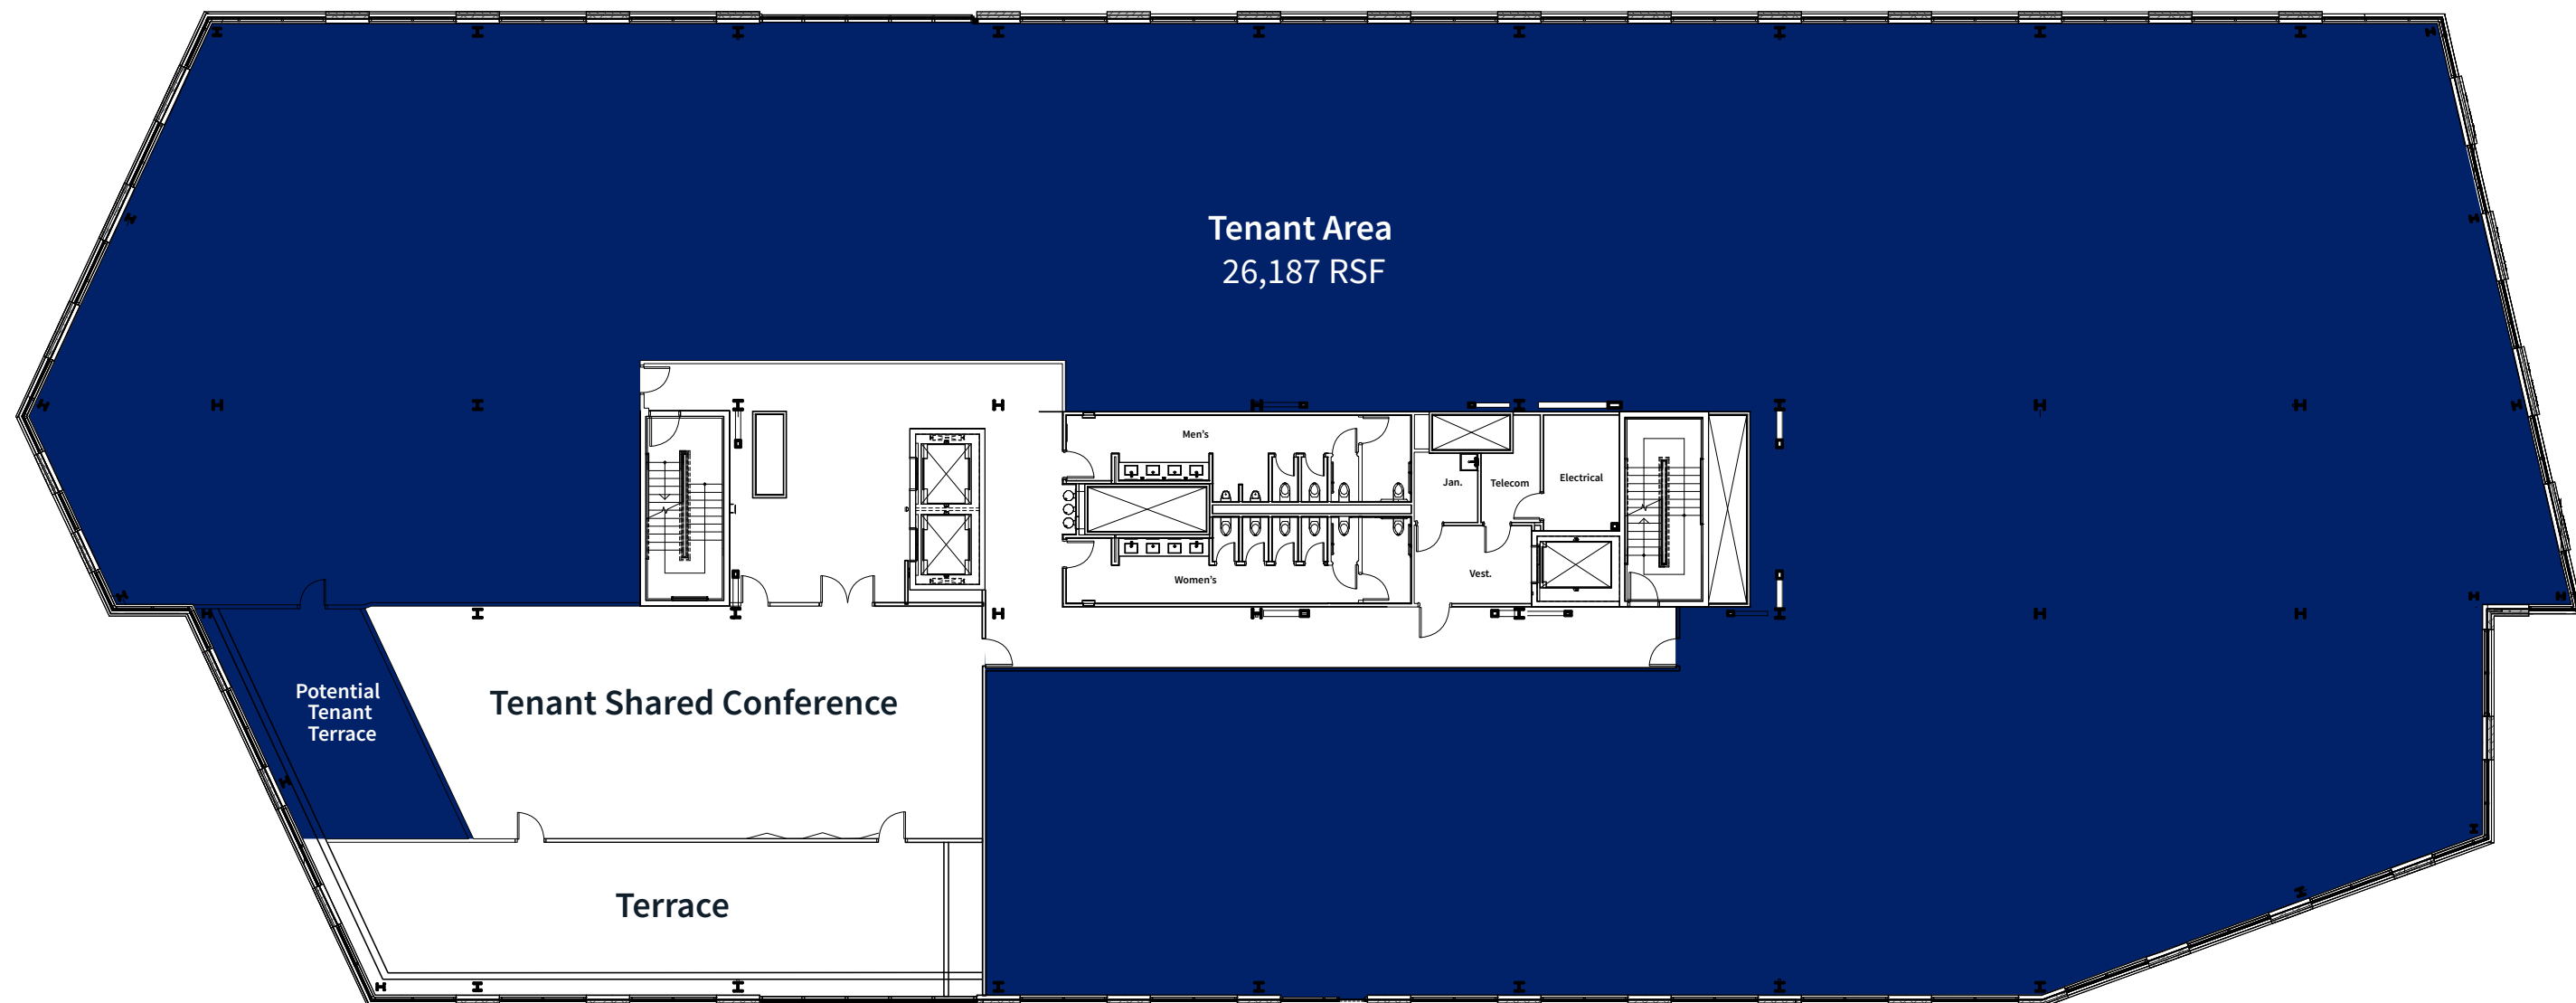 Tenant Area
26,187 RSF
Men's
Jan.
Telecom
Electrical
Vest.
Women's
Potential
Tenant
Terrace
Tenant Shared Conference
Terrace